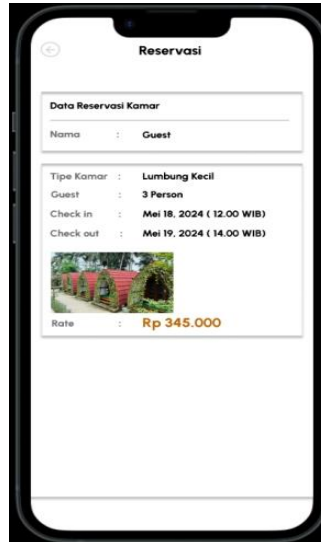 Reservasi
Data Reservasi Kamar
Nama : Guest
Tipe Kamar : Lumbung Kecil
Guest : 3 Person
Check in : Mei 18, 2024 ( 12.00 WIB)
Check out : Mei 19, 2024 ( 14.00 WIB)
Rate : Rp 345.000